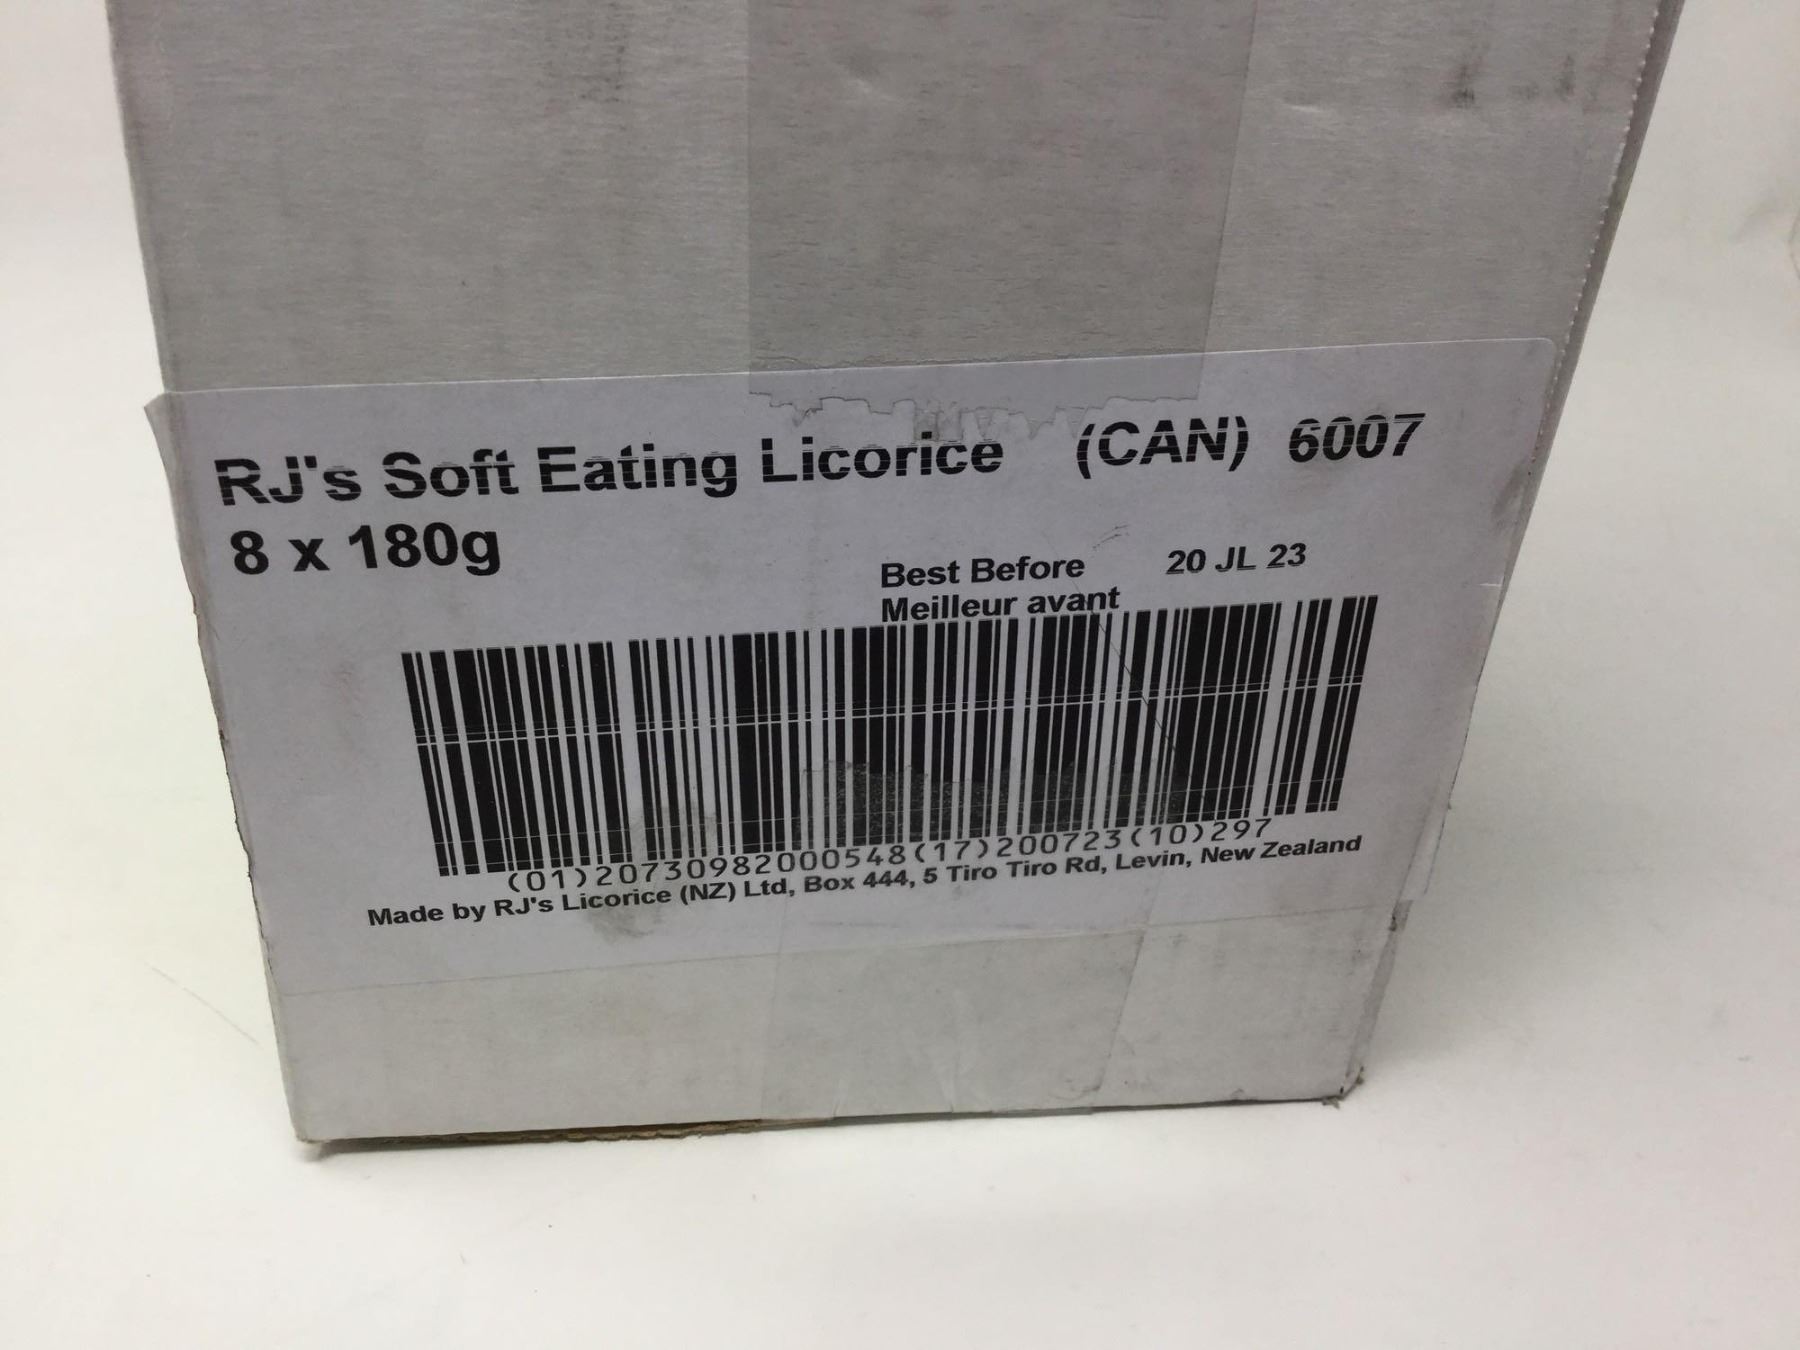 RJ's Soft Eating Licorice (CAN) 6007
8 x 180g
Best Before 20 JL 23
Meilleur avant
(01)20730982000548(17)200723(10)297
Made by RJ's Licorice (NZ) Ltd, Box 444, 5 Tiro Tiro Rd, Levin, New Zealand